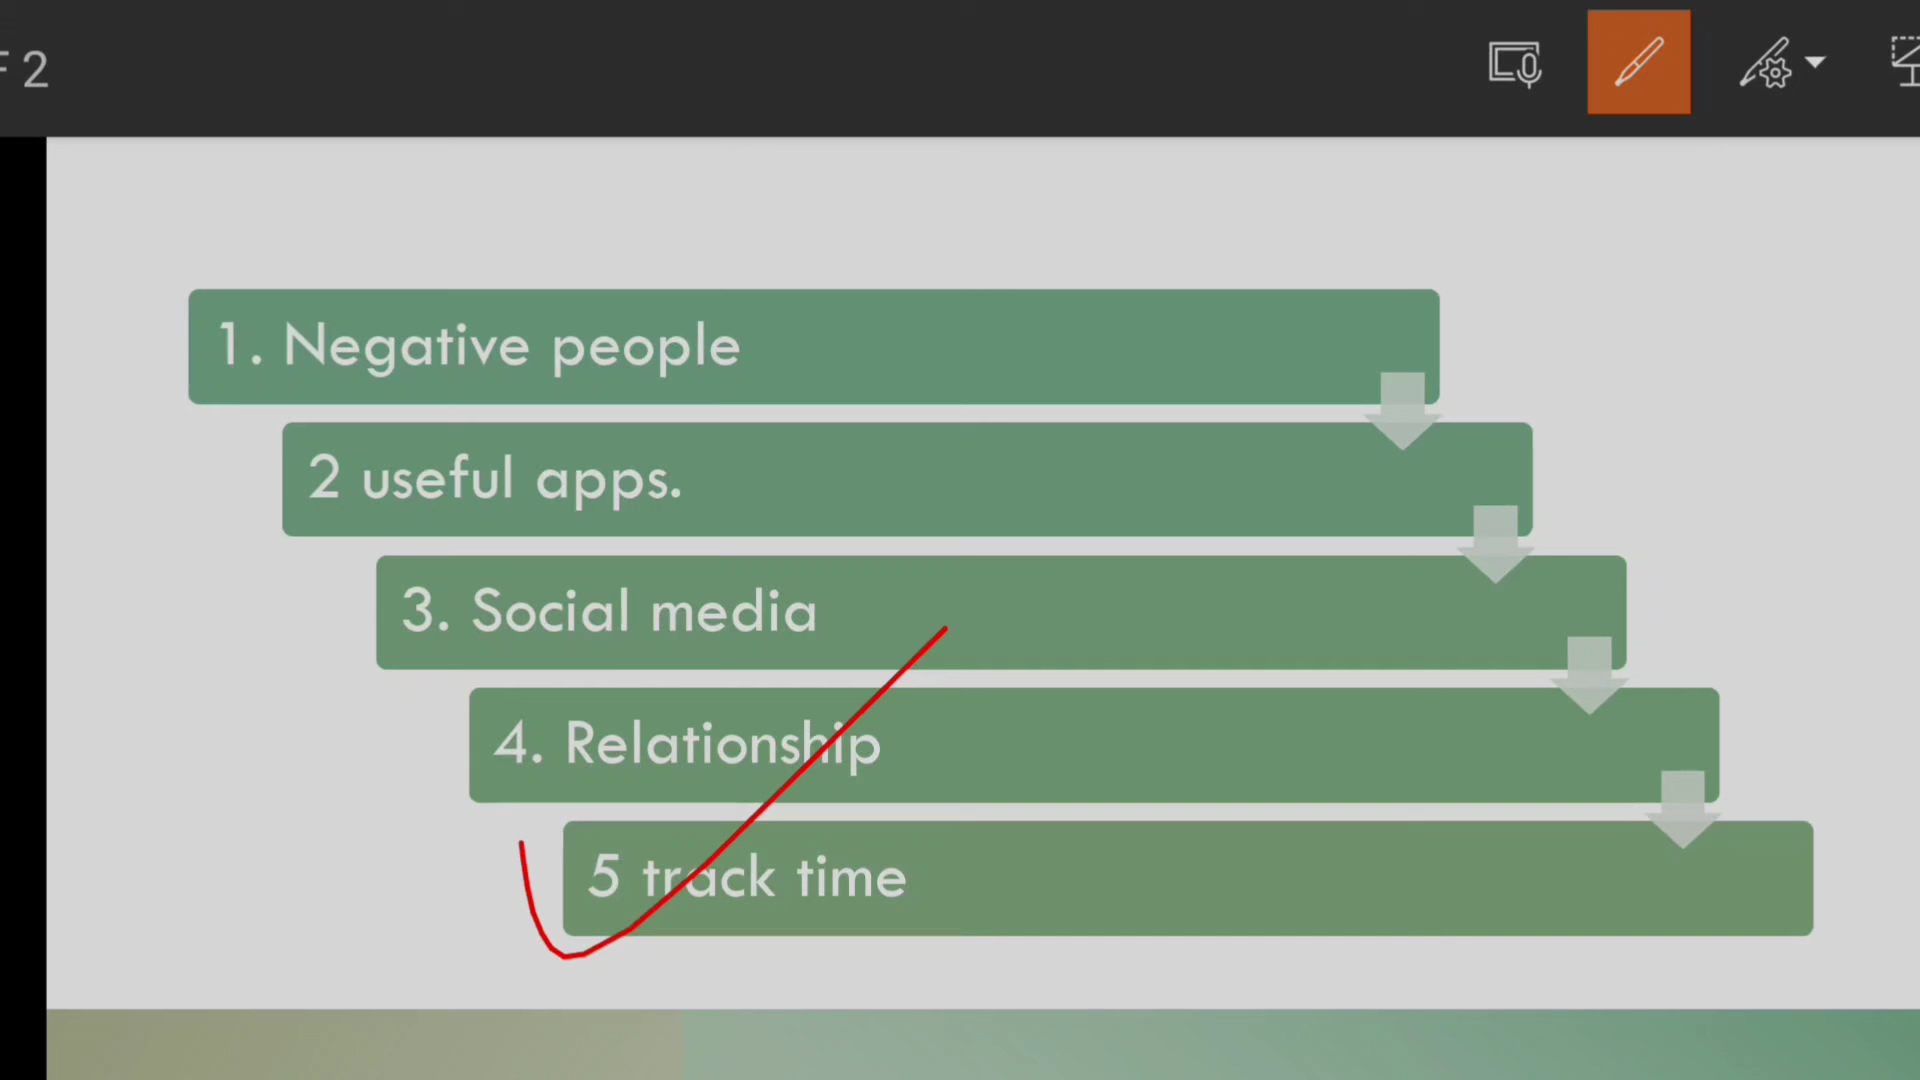 2
1. Negative people
2 useful apps.
3. Social media
4. Relationship
5 track time